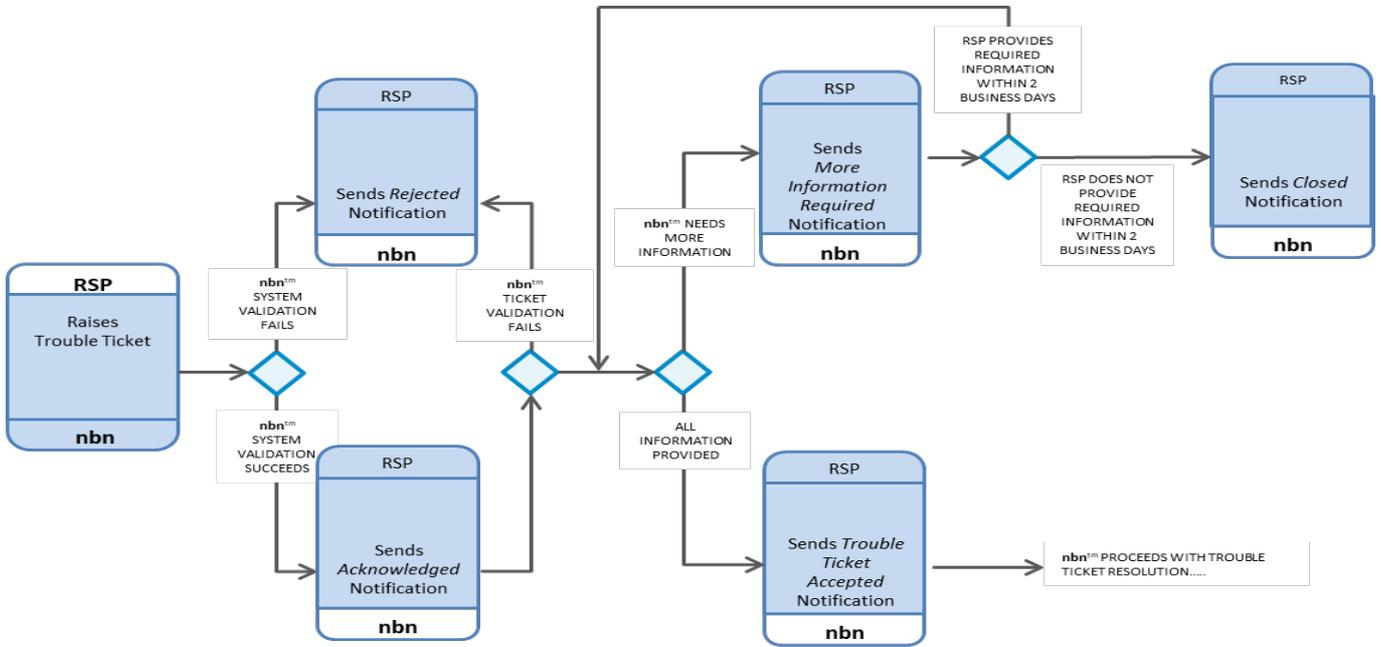 RSP
Raises
Trouble Ticket
nbn
nbn™
SYSTEM
VALIDATION
FAILS
nbn™
SYSTEM
VALIDATION
SUCCEEDS
RSP
Sends Rejected
Notification
nbn
RSP
Sends
Acknowledged
Notification
nbn
nbn™
TICKET
VALIDATION
FAILS
nbn™ NEEDS
MORE
INFORMATION
ALL
INFORMATION
PROVIDED
RSP
Sends
More
Information
Required
Notification
nbn
RSP
Sends Trouble
Ticket
Accepted
Notification
nbn
RSP PROVIDES
REQUIRED
INFORMATION
WITHIN 2
BUSINESS DAYS
RSP DOES NOT
PROVIDE
REQUIRED
INFORMATION
WITHIN 2
BUSINESS DAYS
RSP
Sends Closed
Notification
nbn
nbn™ PROCEEDS WITH TROUBLE
TICKET RESOLUTION.....